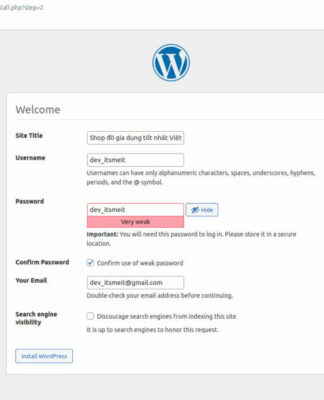 tall.php?step=2
Welcome
Site Title
Shop đồ gia dụng tốt nhất Việt
Username
dev_itsmeit
Usernames can have only alphanumeric characters, spaces, underscores, hyphens,
periods, and the @ symbol.
Password
dev_itsmeit
Hide
Very weak
Important: You will need this password to log in. Please store it in a secure
location.
Confirm Password
Confirm use of weak password
Your Email
dev_itsmeit@gmail.com
Double-check your email address before continuing.
Search engine
visibility
Discourage search engines from indexing this site
It is up to search engines to honor this request.
Install WordPress